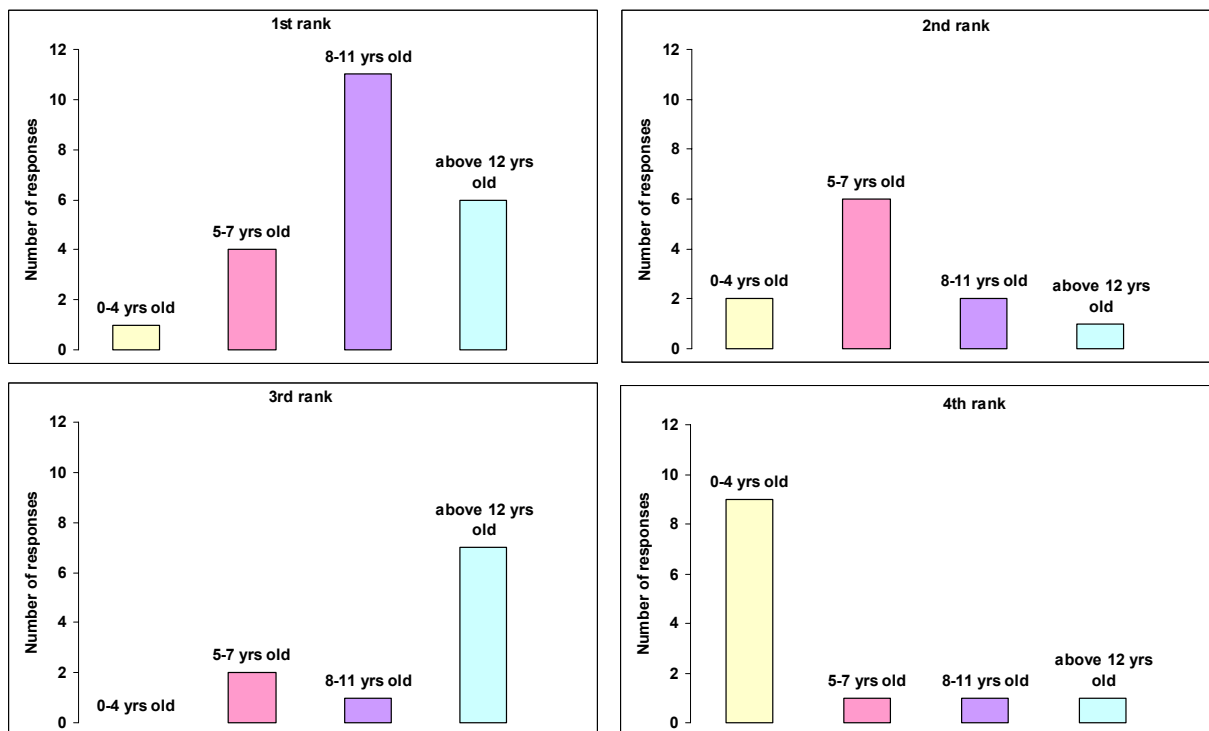 1st rank
12
10
8
6
4
2
0
Number of responses
0-4 yrs old
5-7 yrs old
8-11 yrs old
above 12 yrs
old
2nd rank
12
10
8
6
4
2
0
Number of responses
0-4 yrs old
5-7 yrs old
8-11 yrs old
above 12 yrs
old
3rd rank
12
10
8
6
4
2
0
Number of responses
0-4 yrs old
5-7 yrs old
8-11 yrs old
above 12 yrs
old
4th rank
12
10
8
6
4
2
0
Number of responses
0-4 yrs old
5-7 yrs old
8-11 yrs old
above 12 yrs
old